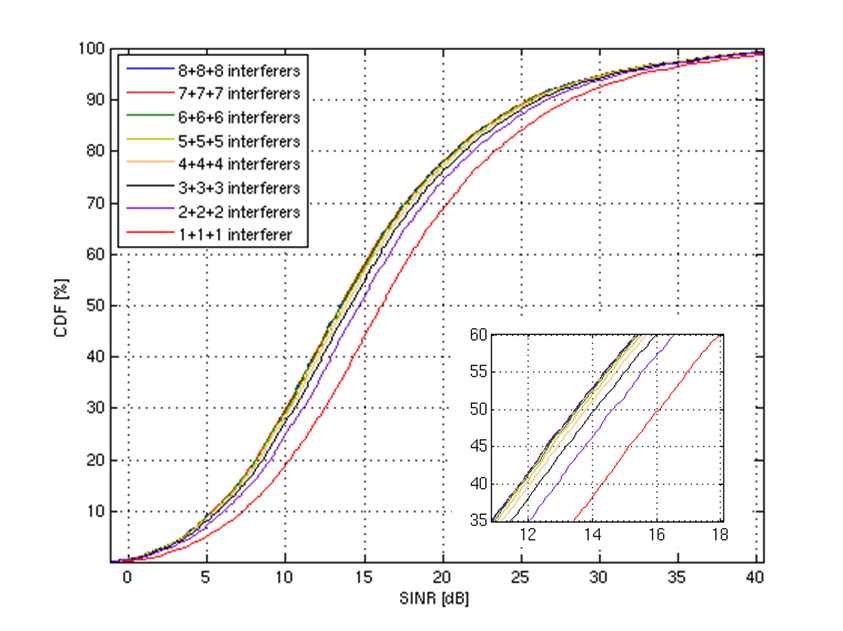 100
90
80
70
60
50
40
30
20
10
CDF [%]
8+8+8 interferers
7+7+7 interferers
6+6+6 interferers
5+5+5 interferers
4+4+4 interferers
3+3+3 interferers
2+2+2 interferers
1+1+1 interferer
60
55
50
45
40
35
12 14 16 18
0 5 10 15 20 25 30 35 40
SINR [dB]